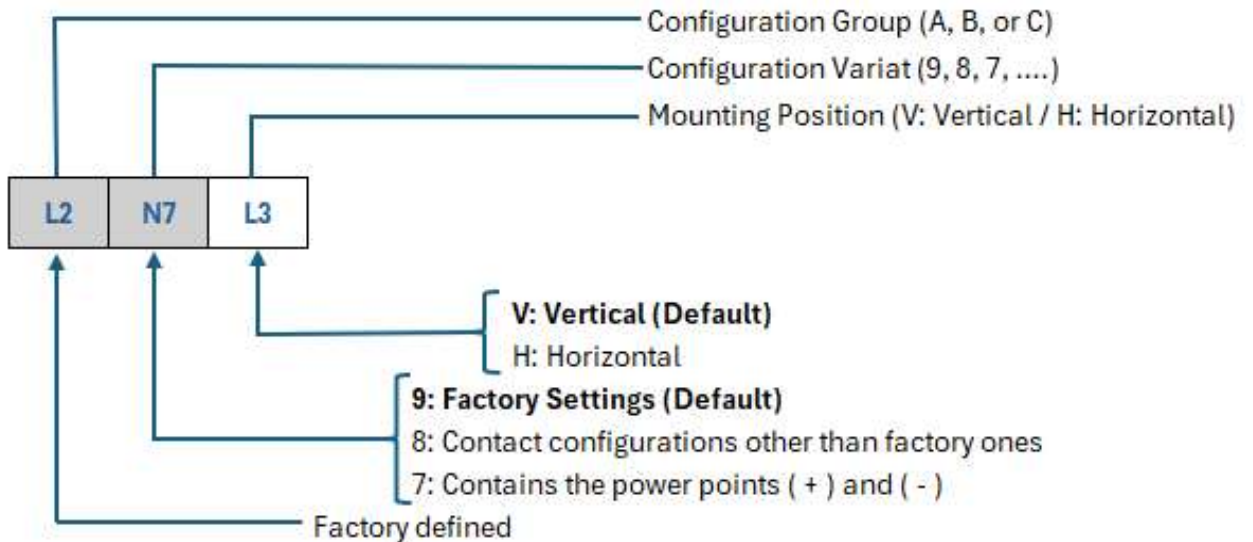 Configuration Group (A, B, or C)
Configuration Variat (9, 8, 7, ....)
Mounting Position (V: Vertical / H: Horizontal)
L2 N7 L3
V: Vertical (Default)
H: Horizontal
9: Factory Settings (Default)
8: Contact configurations other than factory ones
7: Contains the power points ( + ) and ( - )
Factory defined